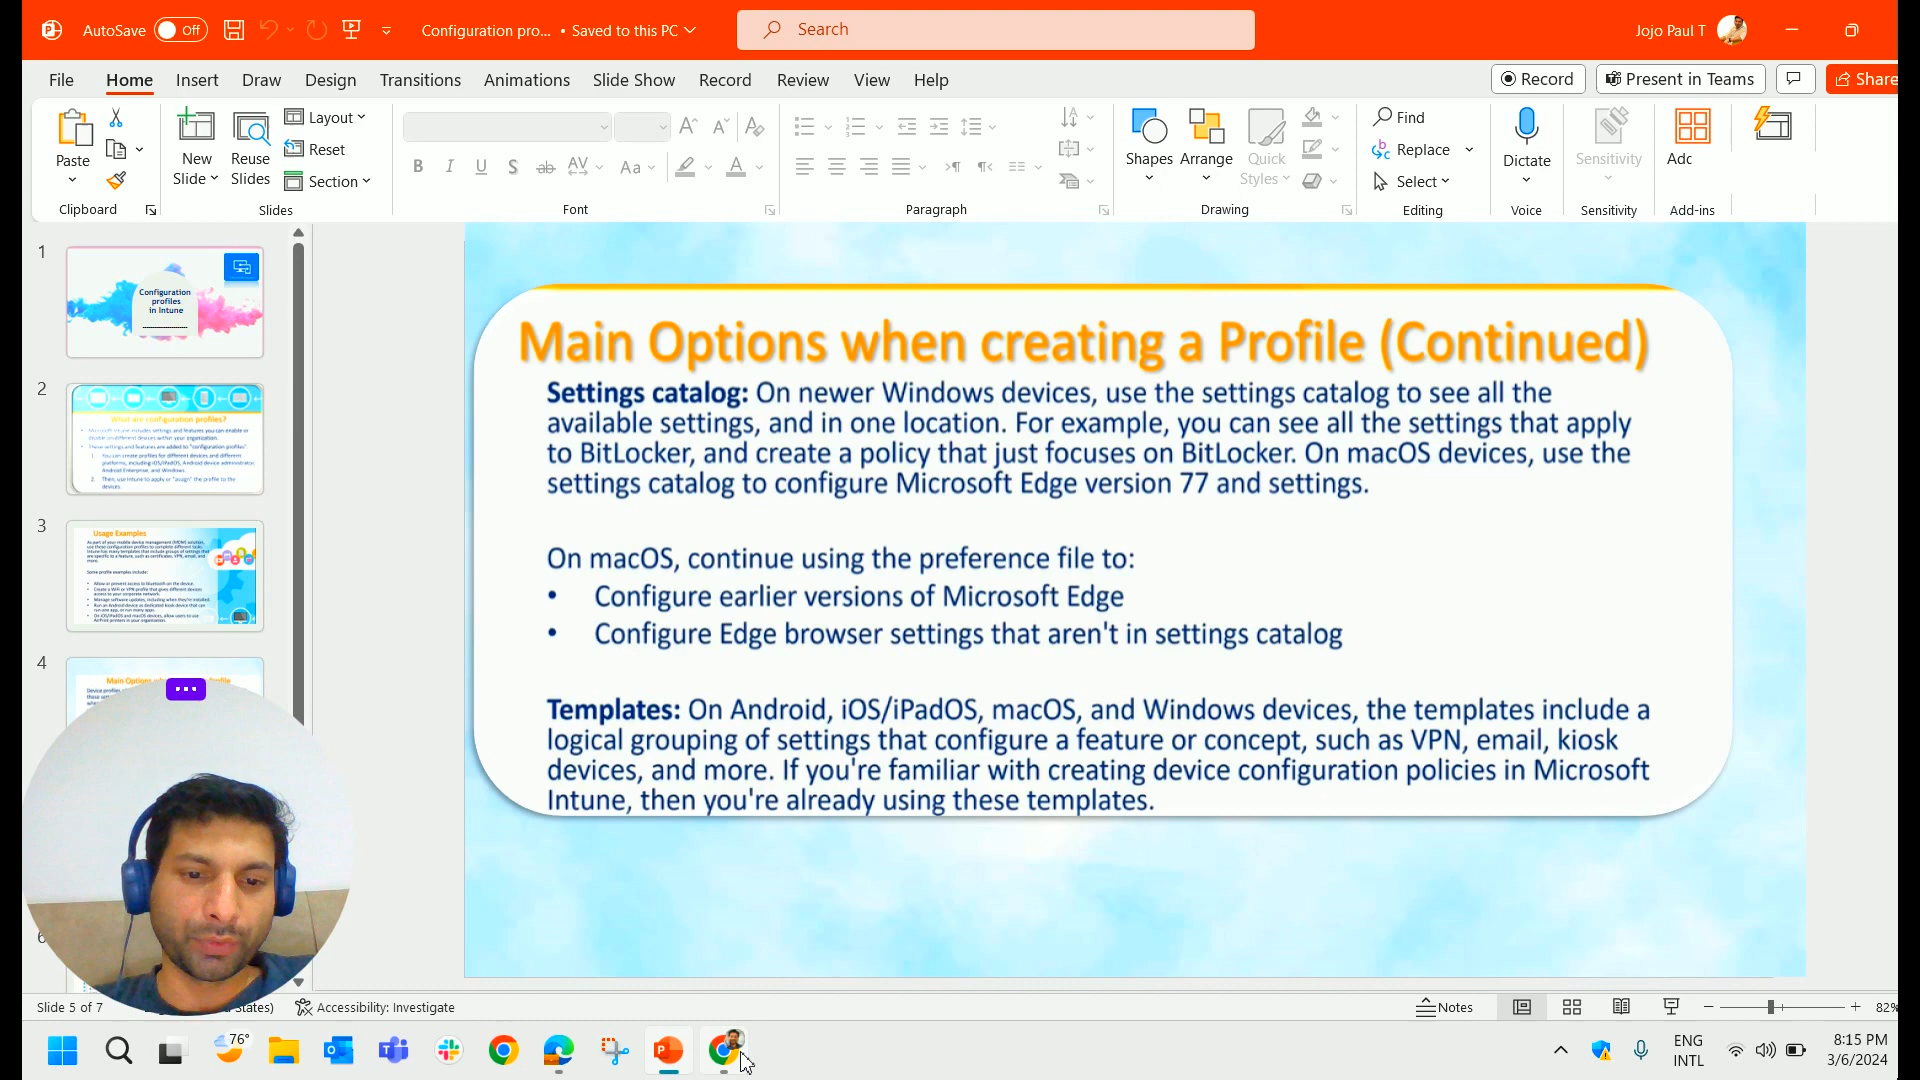 AutoSave Off Configuration pro... • Saved to this PC Search Jojo Paul T
File Home Insert Draw Design Transitions Animations Slide Show Record Review View Help Record Present in Teams Share
Paste
New Slide
Reuse Slides
Layout
Reset
Section
Aa
Shapes
Arrange
Quick Styles
Find
Replace
Select
Dictate
Sensitivity
Adc
Clipboard Slides Font Paragraph Drawing Editing Voice Sensitivity Add-ins
1
Configuration
profiles
in Intune
2
What are configuration profiles?
3
Usage Examples
4
Main Options when creating a Profile (Continued)
Settings catalog: On newer Windows devices, use the settings catalog to see all the
available settings, and in one location. For example, you can see all the settings that apply
to BitLocker, and create a policy that just focuses on BitLocker. On macOS devices, use the
settings catalog to configure Microsoft Edge version 77 and settings.
On macOS, continue using the preference file to:
• Configure earlier versions of Microsoft Edge
• Configure Edge browser settings that aren't in settings catalog
Templates: On Android, iOS/iPadOS, macOS, and Windows devices, the templates include a
logical grouping of settings that configure a feature or concept, such as VPN, email, kiosk
devices, and more. If you're familiar with creating device configuration policies in Microsoft
Intune, then you're already using these templates.
Slide 5 of 7 States) Accessibility: Investigate Notes 82%
76° ENG 8:15 PM
INTL 3/6/2024